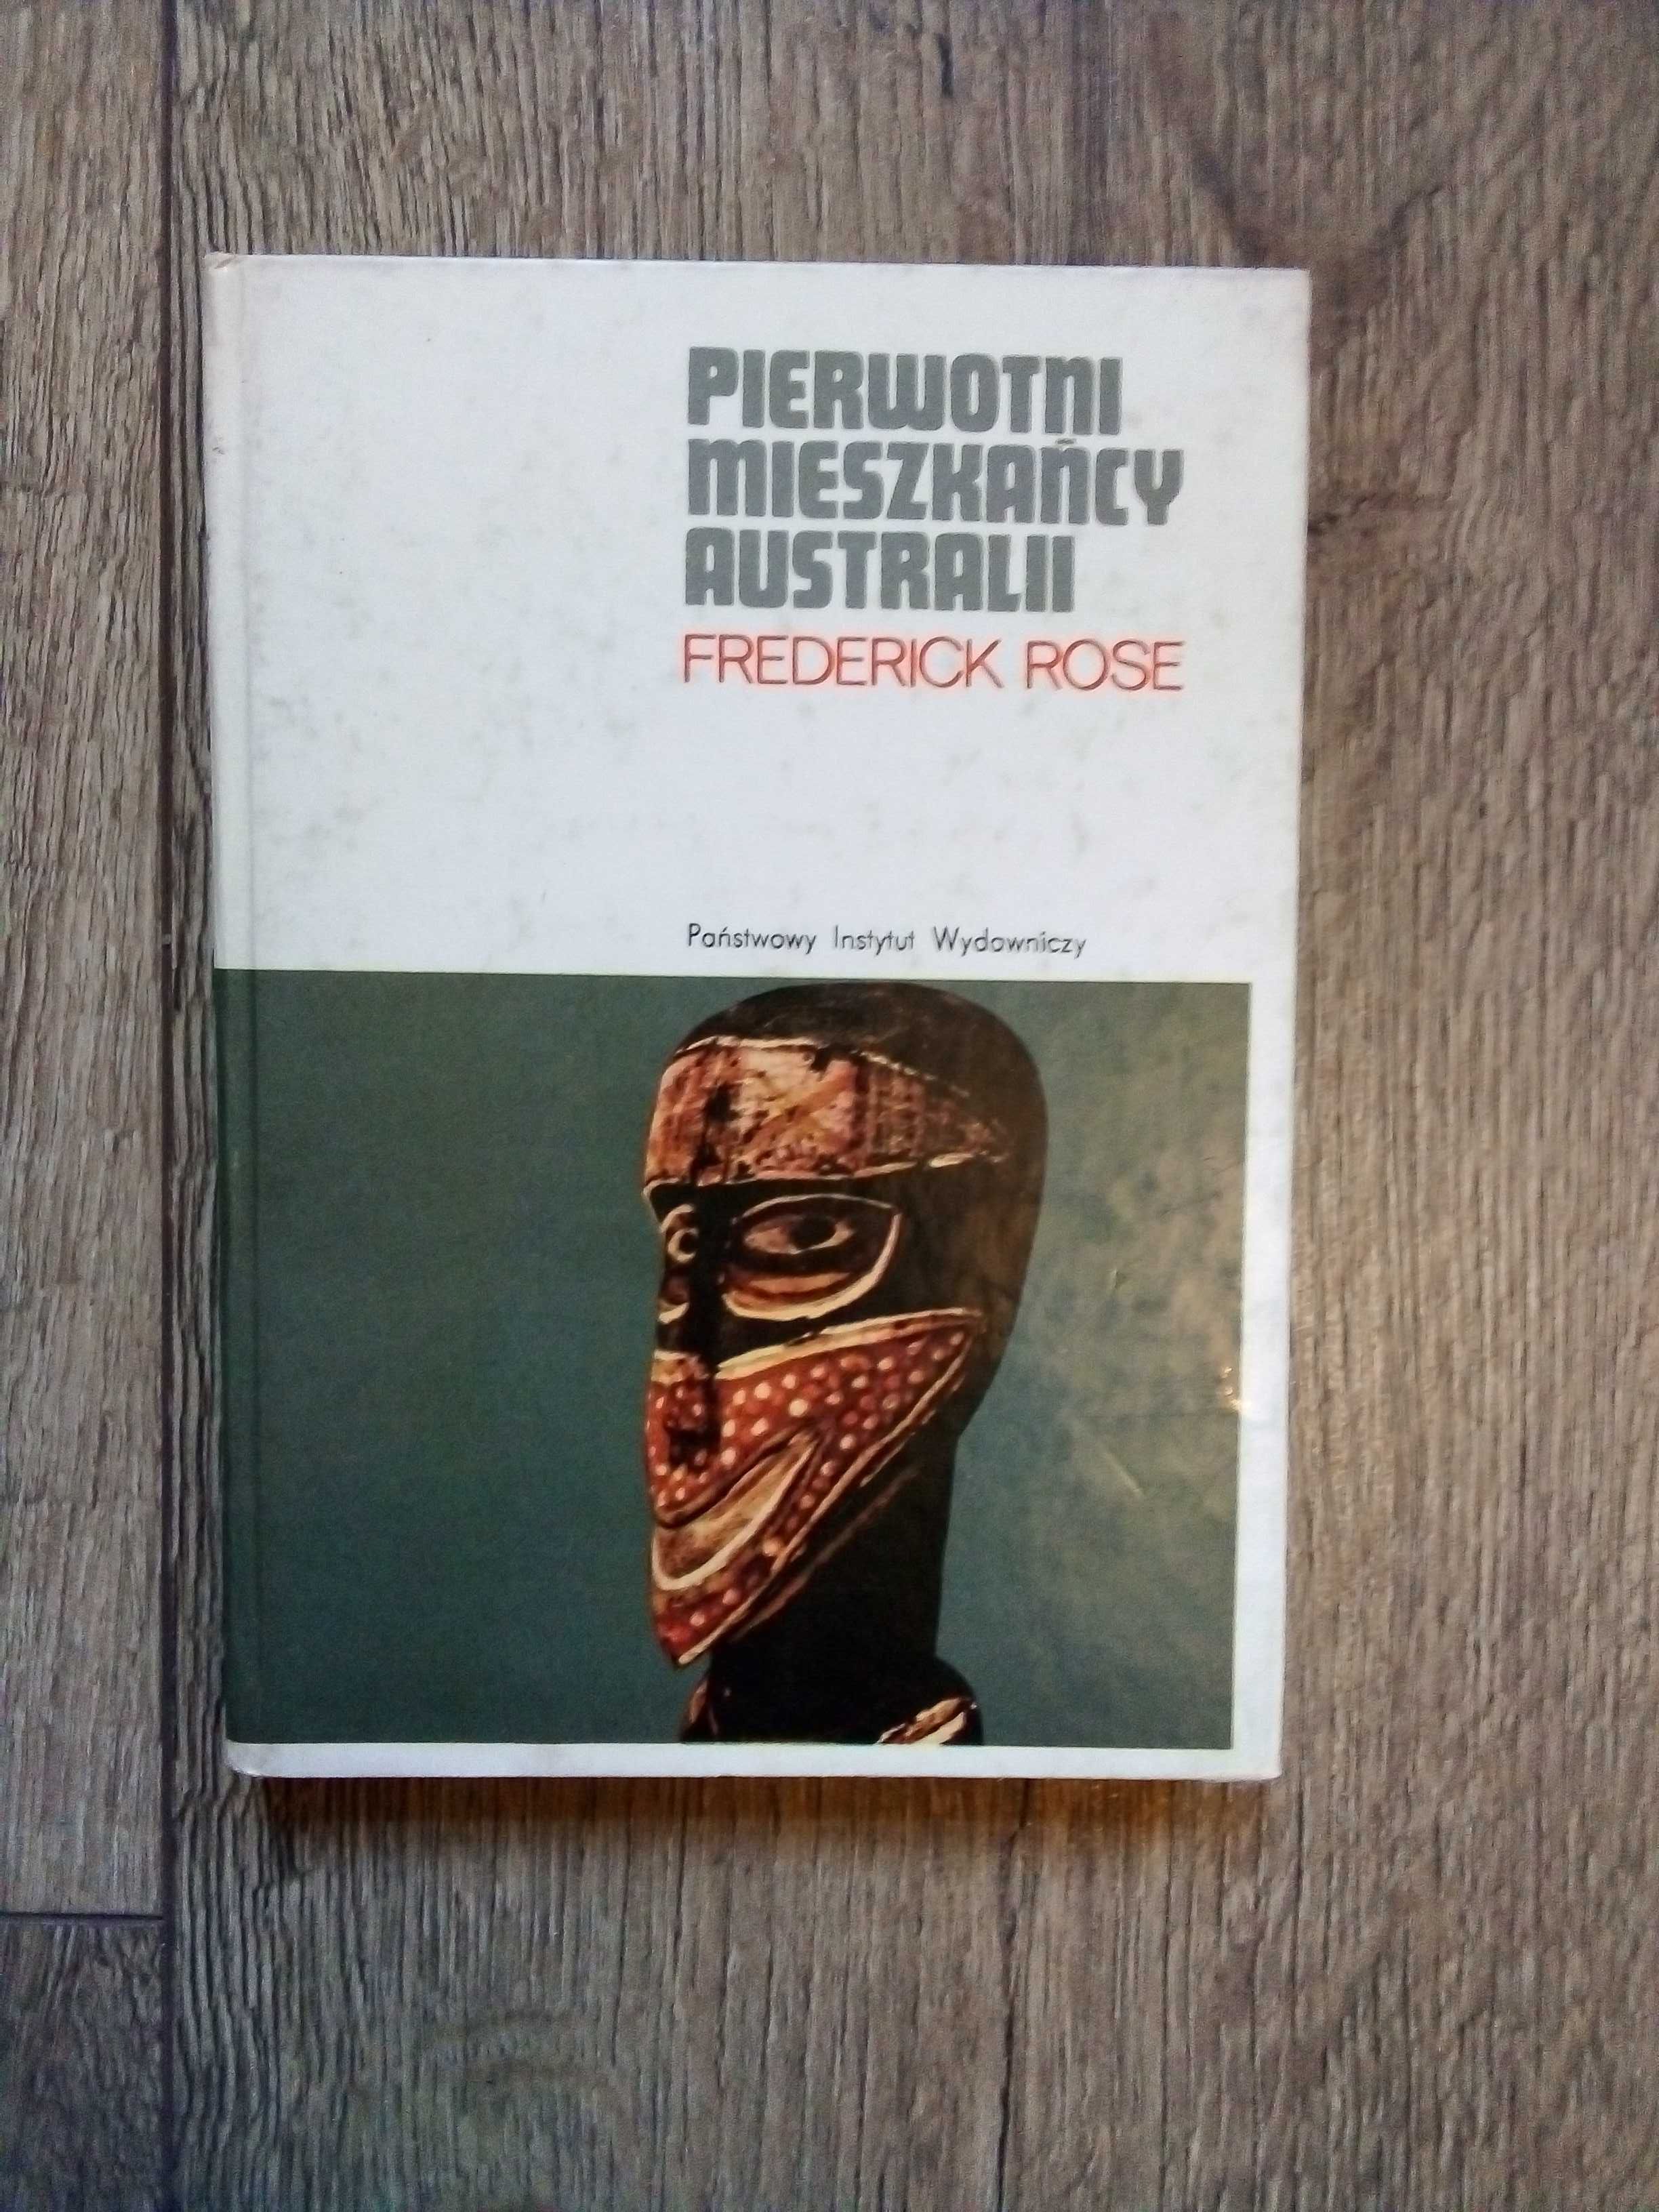 PIERWOTNI
MIESZKAŃCY
AUSTRALII
FREDERICK ROSE
Państwowy Instytut Wydawniczy